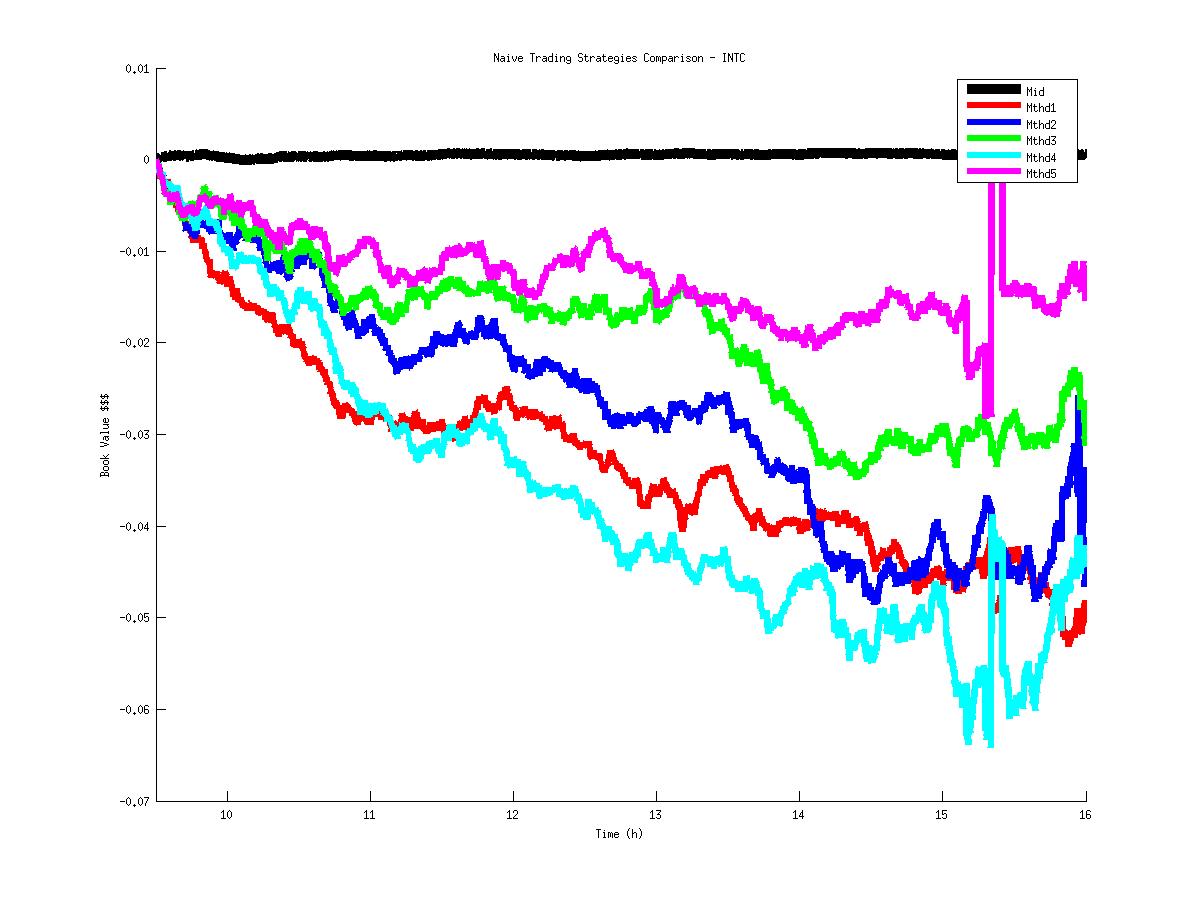 Naive Trading Strategies Comparison - INTC
0.01
Mid
Mthd1
Mthd2
Mthd3
Mthd4
Mthd5
0
-0.01
-0.02
-0.03
-0.04
-0.05
-0.06
-0.07
Book Value $$$
10 11 12 13 14 15 16
Time (h)